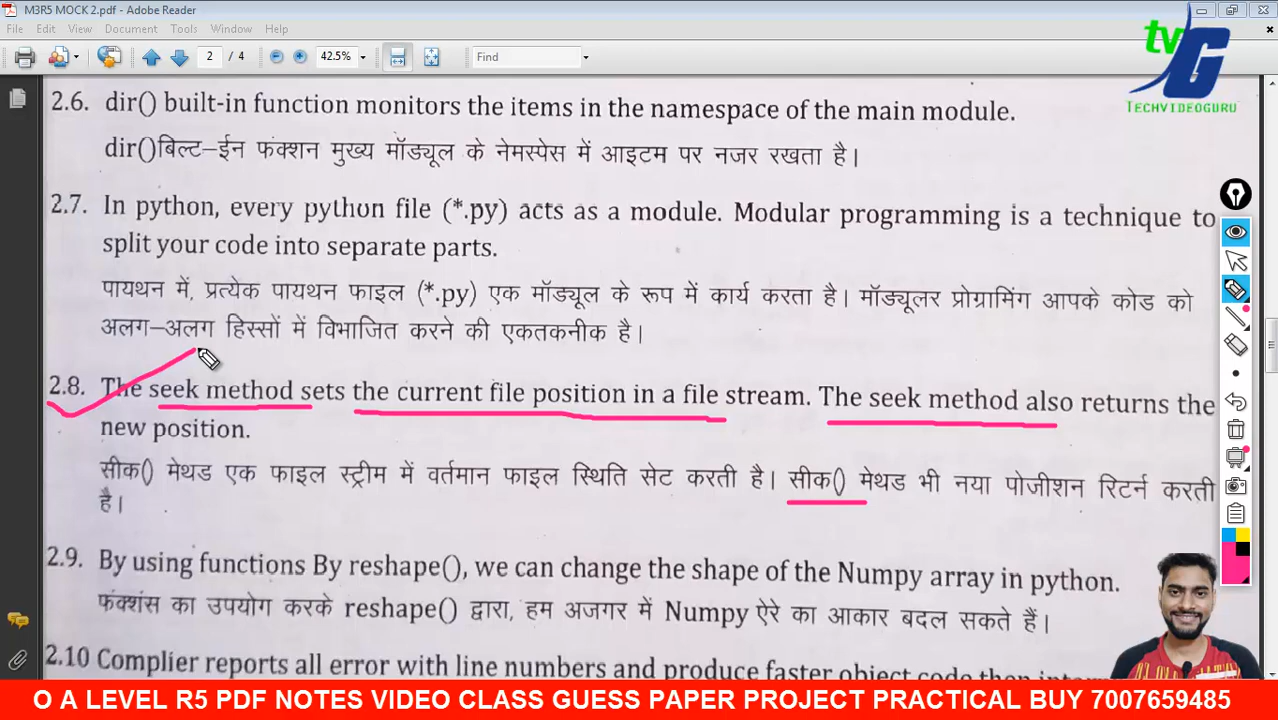 M3R5 MOCK 2.pdf - Adobe Reader
File Edit View Document Tools Window Help
2 / 4 42.5% Find
tv G
TECHVIDEOGURU
2.6. dir() built-in function monitors the items in the namespace of the main module.
dir()बिल्ट–ईन फंक्शन मुख्य मॉड्यूल के नेमस्पेस में आइटम पर नजर रखता है।
2.7. In python, every python file (*.py) acts as a module. Modular programming is a technique to
split your code into separate parts.
पायथन में, प्रत्येक पायथन फाइल (*.py) एक मॉड्यूल के रूप में कार्य करता है। मॉड्यूलर प्रोग्रामिंग आपके कोड को
अलग–अलग हिस्सों में विभाजित करने की एकतकनीक है।
2.8. The seek method sets the current file position in a file stream. The seek method also returns the
new position.
सीक() मेथड एक फाइल स्ट्रीम में वर्तमान फाइल स्थिति सेट करती है। सीक() मेथड भी नया पोजीशन रिटर्न करती
है।
2.9. By using functions By reshape(), we can change the shape of the Numpy array in python.
फंक्शंस का उपयोग करके reshape() द्वारा, हम अजगर में Numpy ऐरे का आकार बदल सकते हैं।
2.10 Complier reports all error with line numbers and produce faster object code then
O A LEVEL R5 PDF NOTES VIDEO CLASS GUESS PAPER PROJECT PRACTICAL BUY 7007659485